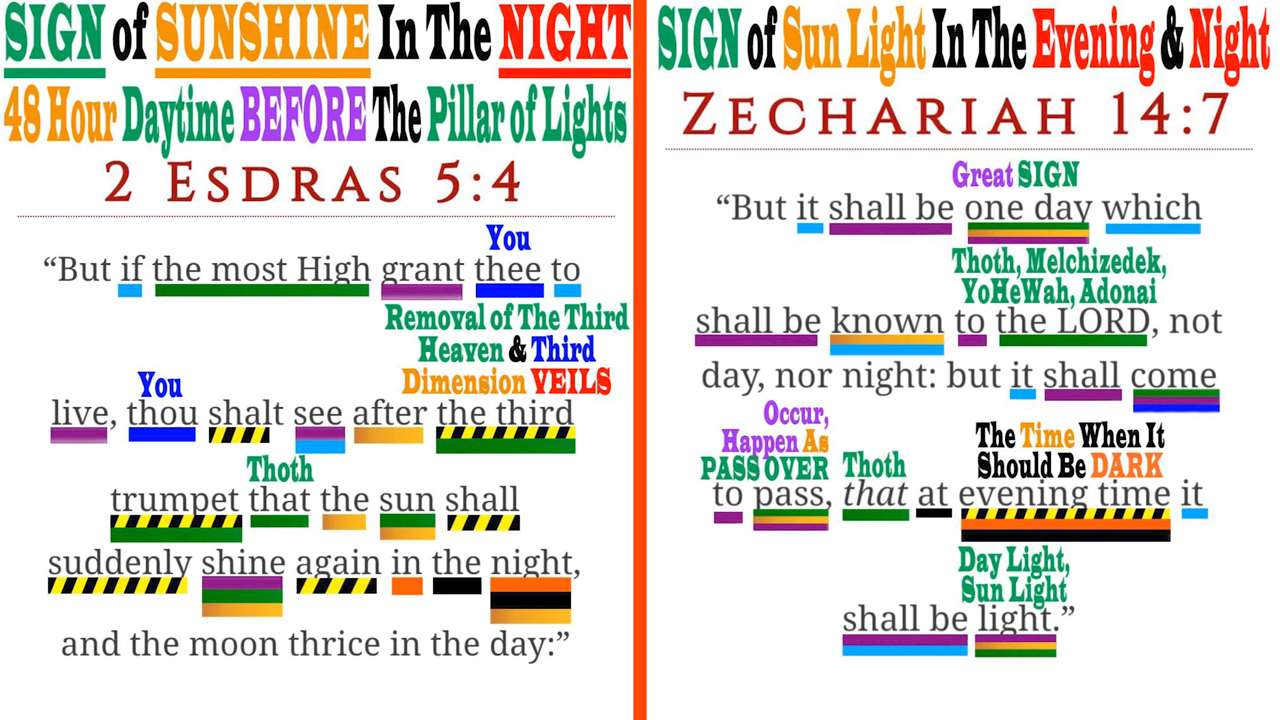 SIGN of SUNSHINE In The NIGHT
48 Hour Daytime BEFORE The Pillar of Lights
2 ESDRAS 5:4
You
“But if the most High grant thee to
Removal of The Third
Heaven & Third
Dimension VEILS
You
live, thou shalt see after the third
Thoth
trumpet that the sun shall
suddenly shine again in the night,
and the moon thrice in the day:”
SIGN of Sun Light In The Evening & Night
ZECHARIAH 14:7
Great SIGN
“But it shall be one day which
Thoth, Melchizedek,
YoHeWah, Adonai
shall be known to the LORD, not
day, nor night: but it shall come
Occur,
Happen As
PASS OVER
Thoth
The Time When It
Should Be DARK
to pass, that at evening time it
Day Light,
Sun Light
shall be light.”